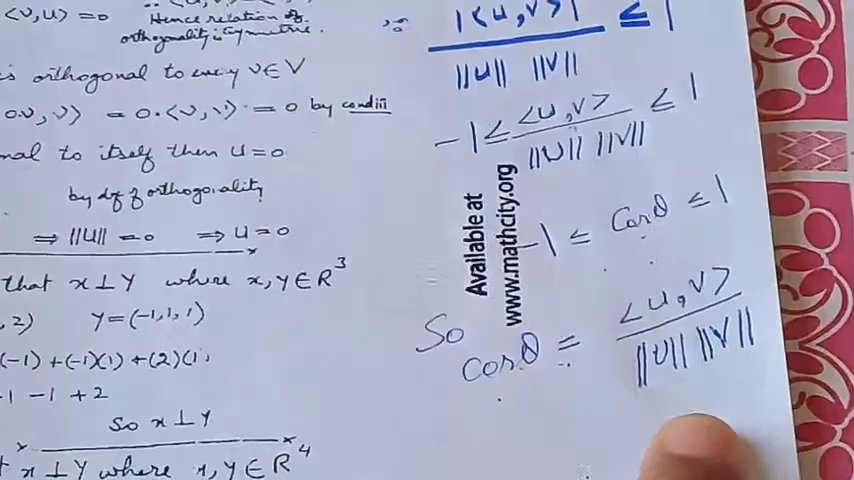 <v,u> =0
Hence relation of
orthogonality is symmetric.
is orthogonal to every v∈V
0.v, v> = 0.<v,v> = 0 by condiii
nal to itself then u=0
by df of orthogonality
⇒ ||u|| =0 ⇒ u=0
that x⊥y where x,y∈R³
, 2) y=(-1,1,1)
(-1) +(-1)(1) +(2)(1)
-1 -1 +2
so x⊥y
x⊥y where x,y∈R⁴
|<u,v>| / ||u|| ||v|| ≤ 1
-1 ≤ <u,v> / ||u|| ||v|| ≤ 1
-1 ≤ Cosθ ≤ 1
So
Cosθ = <u,v> / ||u|| ||v||
Available at
www.mathcity.org